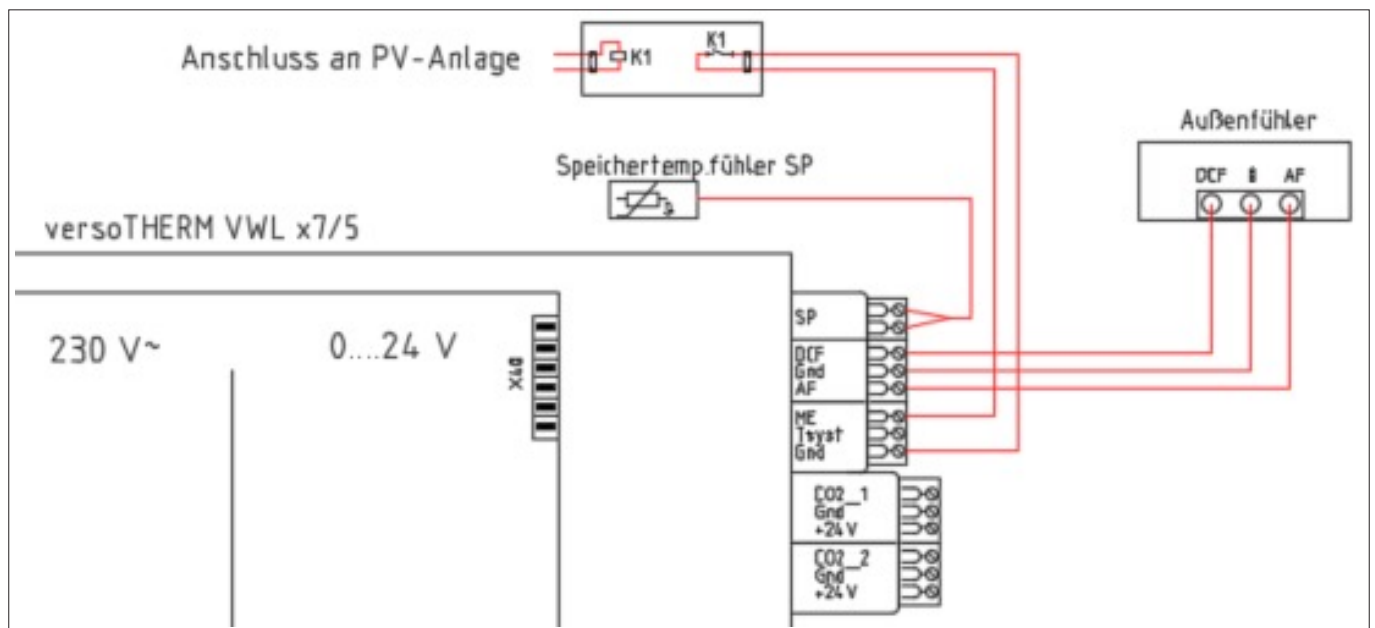 Anschluss an PV-Anlage
K1
K1
Außenfühler
DCF AF
Speichertemp.fühler SP
versoTHERM VWL x7/5
230 V~
0....24 V
X40
SP
DCF
Gnd
AF
ME
Tsyst
Gnd
CO2_1
Gnd
+24 V
CO2_2
Gnd
+24 V